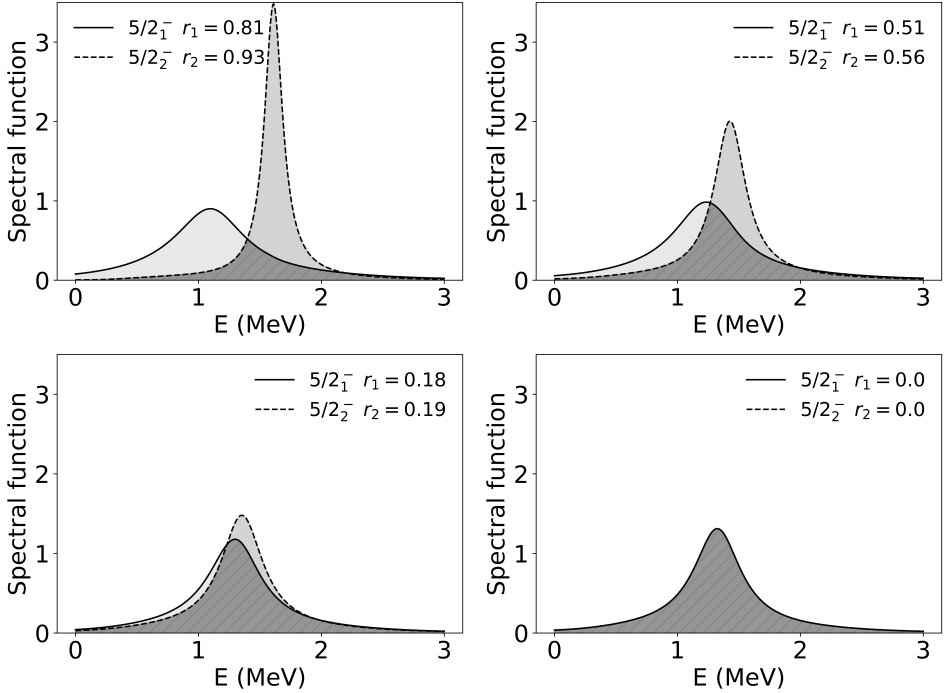 5/2₁⁻ r₁ = 0.81
5/2₂⁻ r₂ = 0.93
Spectral function
3
2
1
0
0 1 2 3
E (MeV)
5/2₁⁻ r₁ = 0.51
5/2₂⁻ r₂ = 0.56
Spectral function
3
2
1
0
0 1 2 3
E (MeV)
5/2₁⁻ r₁ = 0.18
5/2₂⁻ r₂ = 0.19
Spectral function
3
2
1
0
0 1 2 3
E (MeV)
5/2₁⁻ r₁ = 0.0
5/2₂⁻ r₂ = 0.0
Spectral function
3
2
1
0
0 1 2 3
E (MeV)